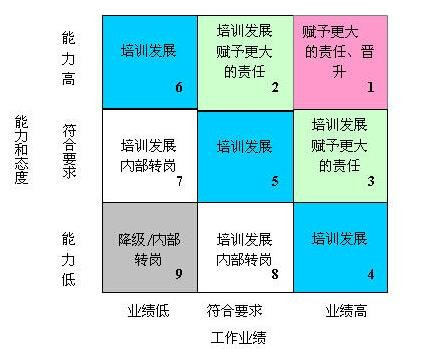 能力和态度
能力高
培训发展
6
培训发展
赋予更大
的责任
2
赋予更大
的责任、晋
升
1
符合要求
培训发展
内部转岗
7
培训发展
5
培训发展
赋予更大
的责任
3
能力低
降级/内部
转岗
9
培训发展
内部转岗
8
培训发展
4
业绩低
符合要求
业绩高
工作业绩